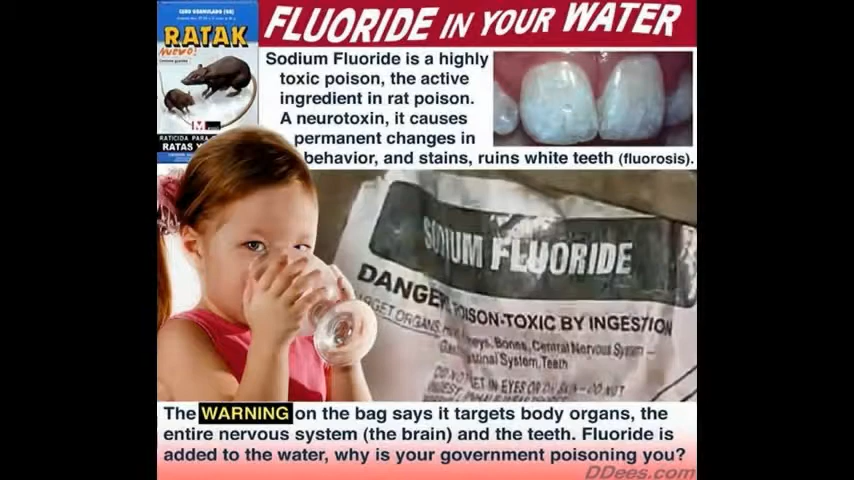 RATAK
NUEVO!
RATICIDA PARA
RATAS Y
FLUORIDE IN YOUR WATER
Sodium Fluoride is a highly
toxic poison, the active
ingredient in rat poison.
A neurotoxin, it causes
permanent changes in
behavior, and stains, ruins white teeth (fluorosis).
SODIUM FLUORIDE
DANGER POISON-TOXIC BY INGESTION
Bones, Central Nervous System –
System, Teeth
The WARNING on the bag says it targets body organs, the
entire nervous system (the brain) and the teeth. Fluoride is
added to the water, why is your government poisoning you?
DDees.com